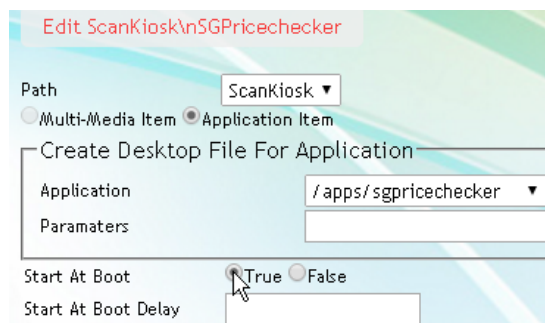 Edit ScanKiosk\nSGPricechecker
Path ScanKiosk
Multi-Media Item Application Item
Create Desktop File For Application
Application /apps/sgpricechecker
Paramaters
Start At Boot True False
Start At Boot Delay